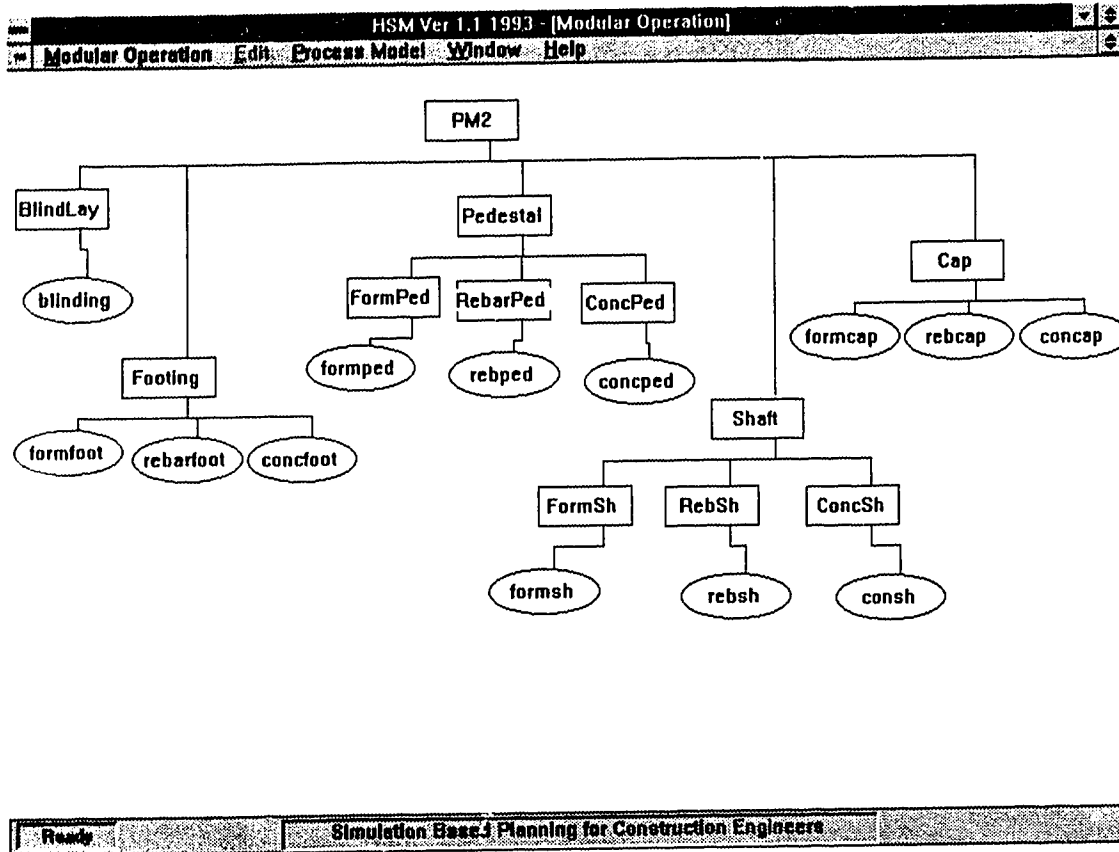 HSM Ver 1.1 1993 - [Modular Operation]
Modular Operation Edit Process Model Window Help
PM2
BlindLay
Pedestal
Cap
blinding
FormPed RebarPed ConcPed
formcap rebcap concap
formped rebped concped
Footing
Shaft
formfoot rebarfoot concfoot
FormSh RebSh ConcSh
formsh rebsh consh
Ready Simulation Based Planning for Construction Engineers